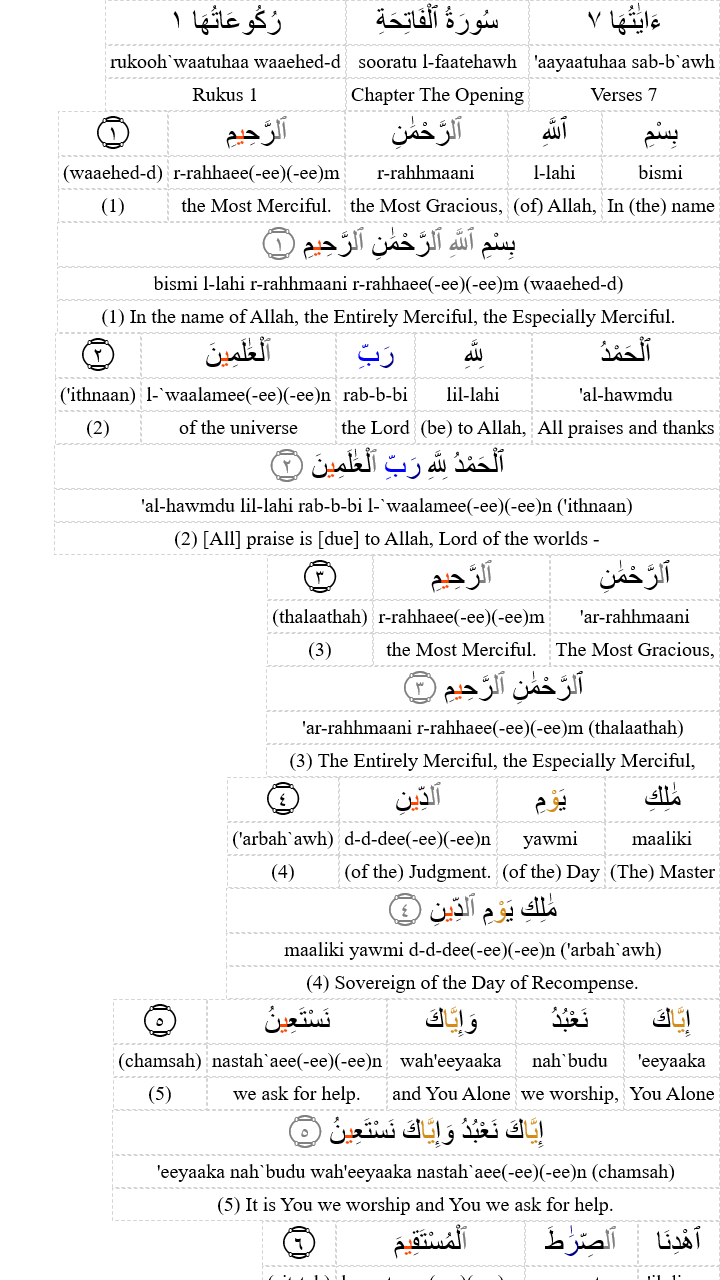 ءَايَٰتُهَا ٧ سُورَةُ ٱلْفَاتِحَةِ رُكُوعَاتُهَا ١
'aayaatuhaa sab-b`awh sooratu l-faatehawh rukooh`waatuhaa waaehed-d
Verses 7 Chapter The Opening Rukus 1
بِسْمِ ٱللَّهِ ٱلرَّحْمَٰنِ ٱلرَّحِيمِ ١
bismi l-lahi r-rahhmaani r-rahhaee(-ee)(-ee)m (waaehed-d)
In (the) name (of) Allah, the Most Gracious, the Most Merciful. (1)
بِسْمِ ٱللَّهِ ٱلرَّحْمَٰنِ ٱلرَّحِيمِ ١
bismi l-lahi r-rahhmaani r-rahhaee(-ee)(-ee)m (waaehed-d)
(1) In the name of Allah, the Entirely Merciful, the Especially Merciful.
ٱلْحَمْدُ لِلَّهِ رَبِّ ٱلْعَٰلَمِينَ ٢
'al-hawmdu lil-lahi rab-b-bi l-`waalamee(-ee)(-ee)n ('ithnaan)
All praises and thanks (be) to Allah, the Lord of the universe (2)
ٱلْحَمْدُ لِلَّهِ رَبِّ ٱلْعَٰلَمِينَ ٢
'al-hawmdu lil-lahi rab-b-bi l-`waalamee(-ee)(-ee)n ('ithnaan)
(2) [All] praise is [due] to Allah, Lord of the worlds -
ٱلرَّحْمَٰنِ ٱلرَّحِيمِ ٣
'ar-rahhmaani r-rahhaee(-ee)(-ee)m (thalaathah)
The Most Gracious, the Most Merciful. (3)
ٱلرَّحْمَٰنِ ٱلرَّحِيمِ ٣
'ar-rahhmaani r-rahhaee(-ee)(-ee)m (thalaathah)
(3) The Entirely Merciful, the Especially Merciful,
مَٰلِكِ يَوْمِ ٱلدِّينِ ٤
maaliki yawmi d-d-dee(-ee)(-ee)n ('arbah`awh)
(The) Master (of the) Day (of the) Judgment. (4)
مَٰلِكِ يَوْمِ ٱلدِّينِ ٤
maaliki yawmi d-d-dee(-ee)(-ee)n ('arbah`awh)
(4) Sovereign of the Day of Recompense.
إِيَّاكَ نَعْبُدُ وَإِيَّاكَ نَسْتَعِينُ ٥
'eeyaaka nah`budu wah'eeyaaka nastah`aee(-ee)(-ee)n (chamsah)
You Alone we worship, and You Alone we ask for help. (5)
إِيَّاكَ نَعْبُدُ وَإِيَّاكَ نَسْتَعِينُ ٥
'eeyaaka nah`budu wah'eeyaaka nastah`aee(-ee)(-ee)n (chamsah)
(5) It is You we worship and You we ask for help.
ٱهْدِنَا ٱلصِّرَٰطَ ٱلْمُسْتَقِيمَ ٦